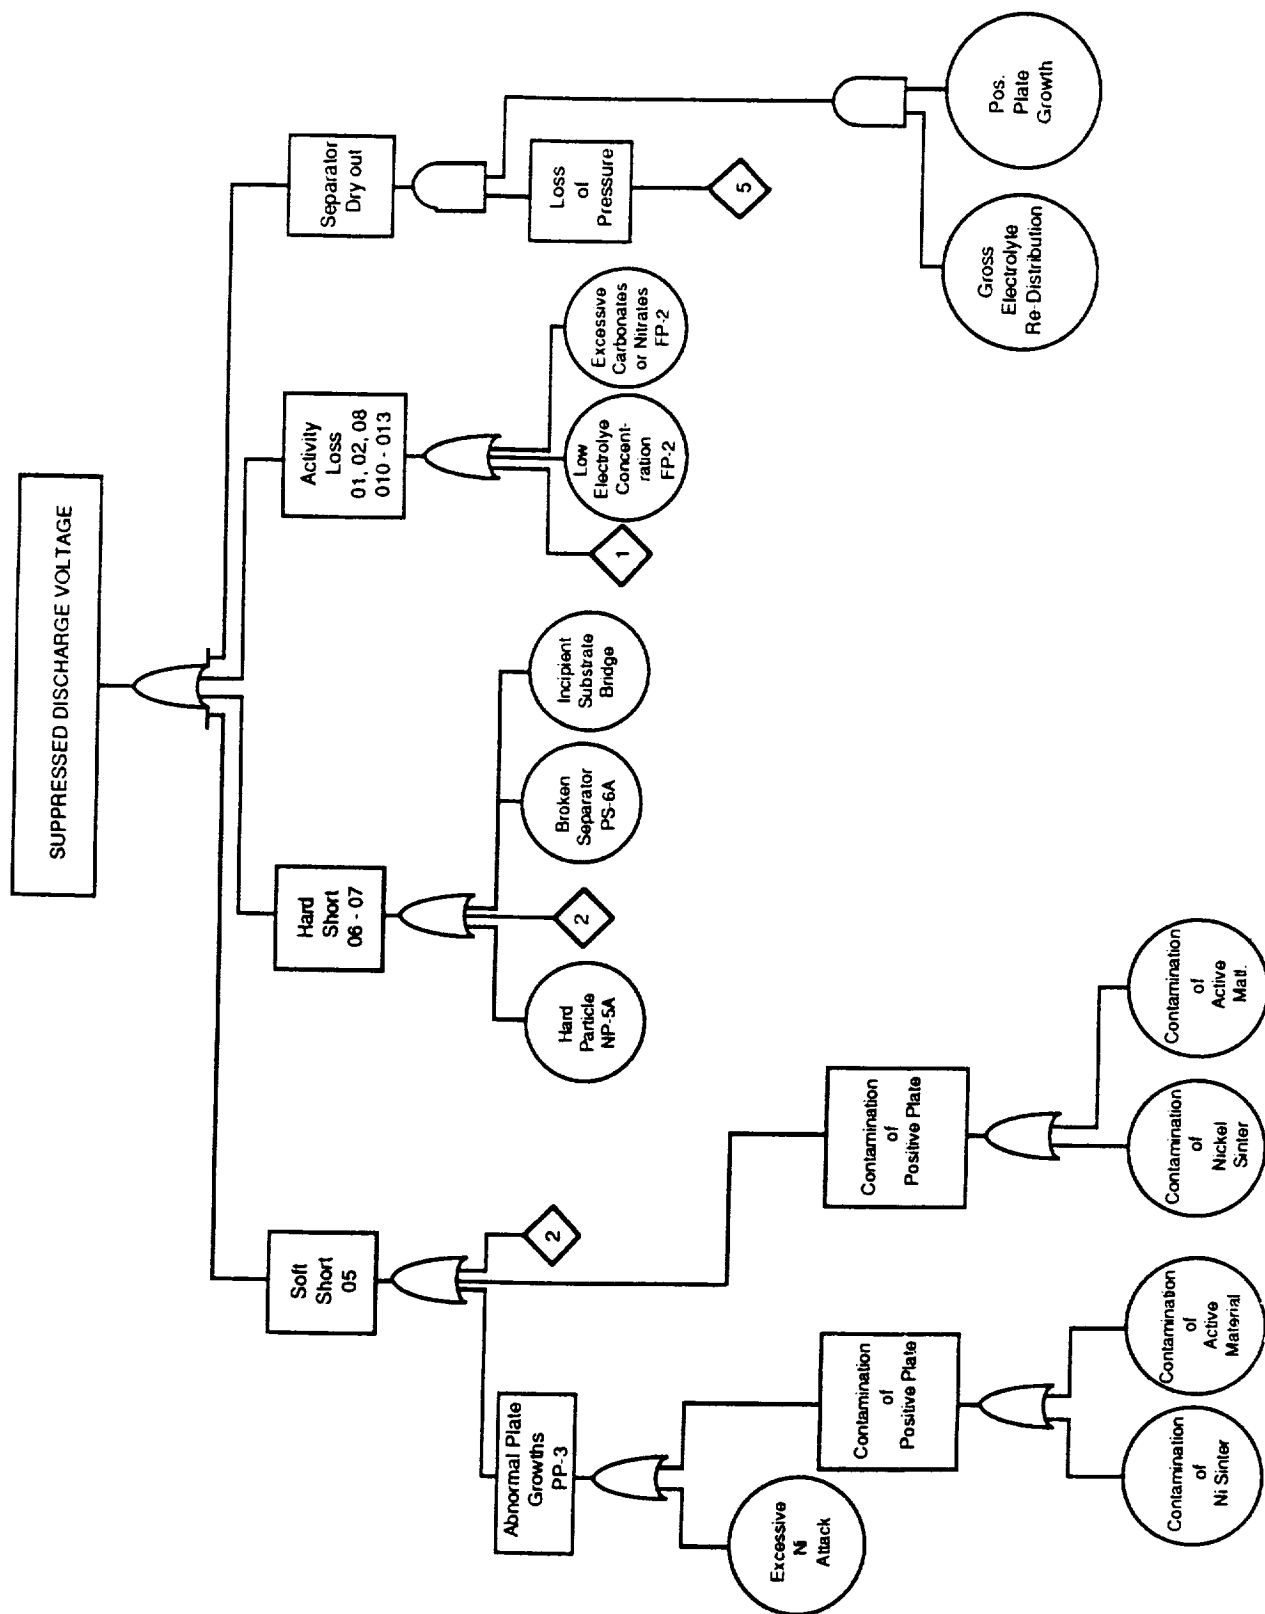 SUPPRESSED DISCHARGE VOLTAGE
Soft
Short
05
Hard
Short
06 - 07
Activity
Loss
01, 02, 08
010 - 013
Separator
Dry out
Abnormal Plate
Growths
PP-3
2
Hard
Particle
NP-5A
2
Broken
Separator
PS-6A
Incipient
Substrate
Bridge
1
Low
Electrolye
Concent-
ration
FP-2
Excessive
Carbonates
or Nitrates
FP-2
Loss
of
Pressure
5
Excessive
Ni
Attack
Contamination
of
Positive Plate
Contamination
of
Positive Plate
Gross
Electrolyte
Re-Distribution
Pos.
Plate
Growth
Contamination
of
Ni Sinter
Contamination
of
Active
Material
Contamination
of
Nickel
Sinter
Contamination
of
Active
Matl.